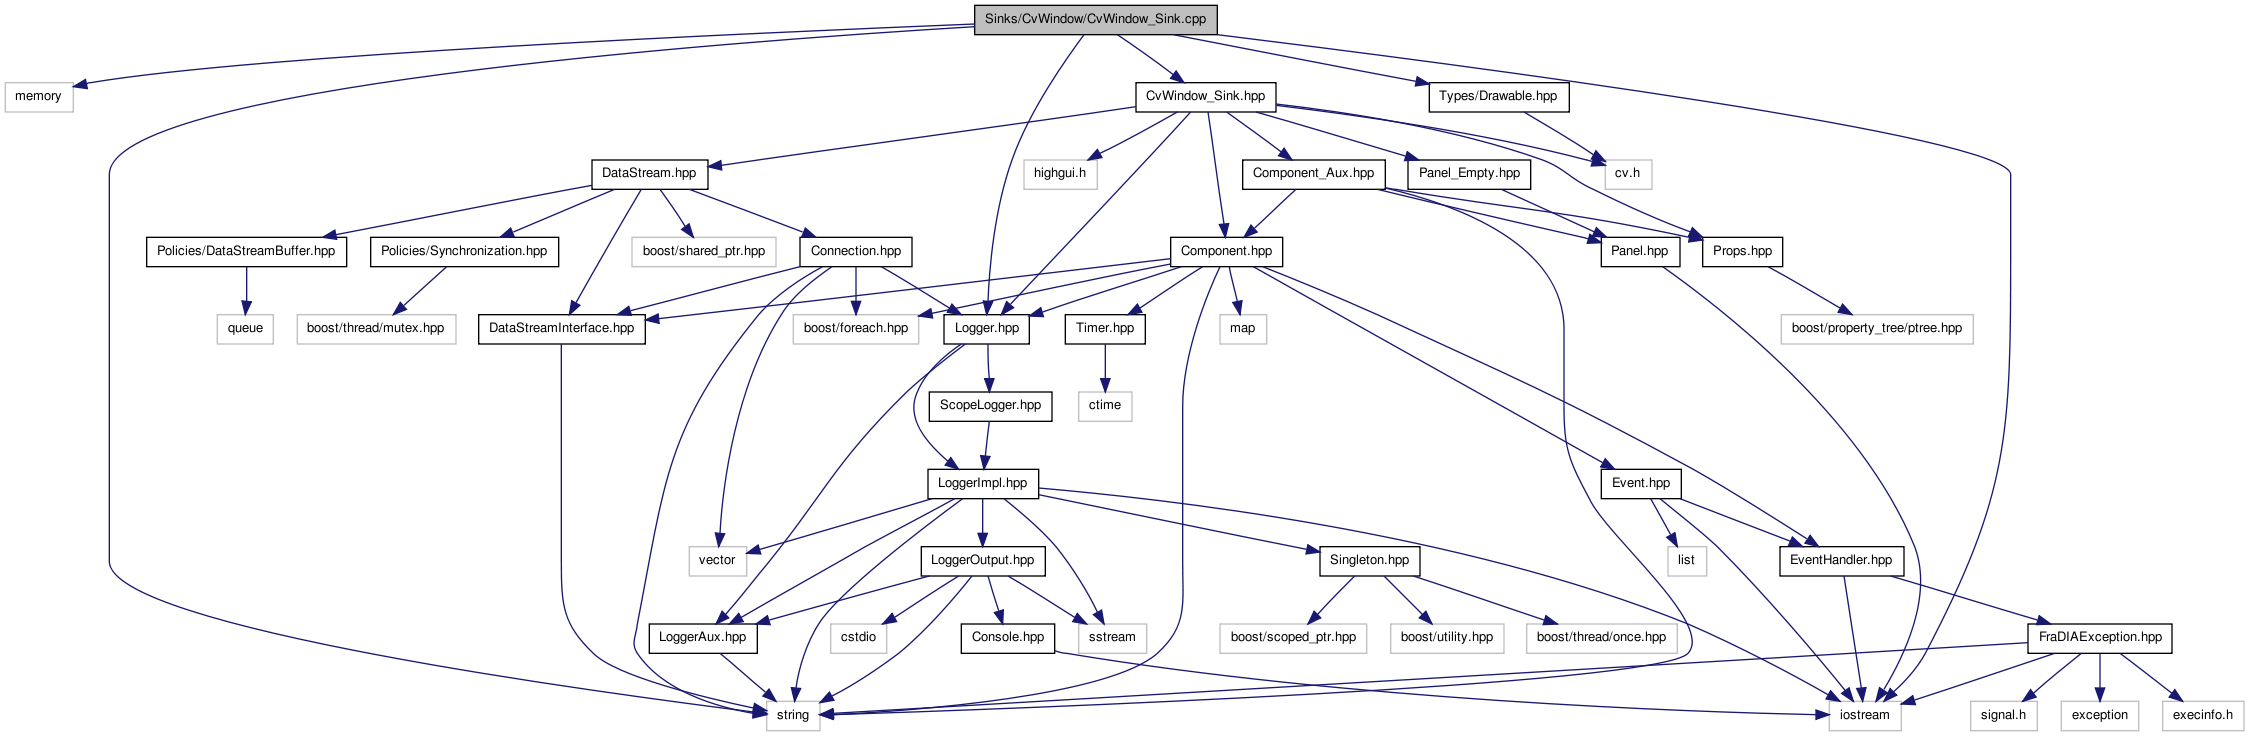 Sinks/CvWindow/CvWindow_Sink.cpp
memory
CvWindow_Sink.hpp
Types/Drawable.hpp
DataStream.hpp
highgui.h
Component_Aux.hpp
Panel_Empty.hpp
cv.h
Policies/DataStreamBuffer.hpp
Policies/Synchronization.hpp
boost/shared_ptr.hpp
Connection.hpp
Component.hpp
Panel.hpp
Props.hpp
queue
boost/thread/mutex.hpp
DataStreamInterface.hpp
boost/foreach.hpp
Logger.hpp
Timer.hpp
map
boost/property_tree/ptree.hpp
ScopeLogger.hpp
ctime
LoggerImpl.hpp
Event.hpp
vector
LoggerOutput.hpp
Singleton.hpp
list
EventHandler.hpp
LoggerAux.hpp
cstdio
Console.hpp
sstream
boost/scoped_ptr.hpp
boost/utility.hpp
boost/thread/once.hpp
FraDIAException.hpp
string
iostream
signal.h
exception
execinfo.h